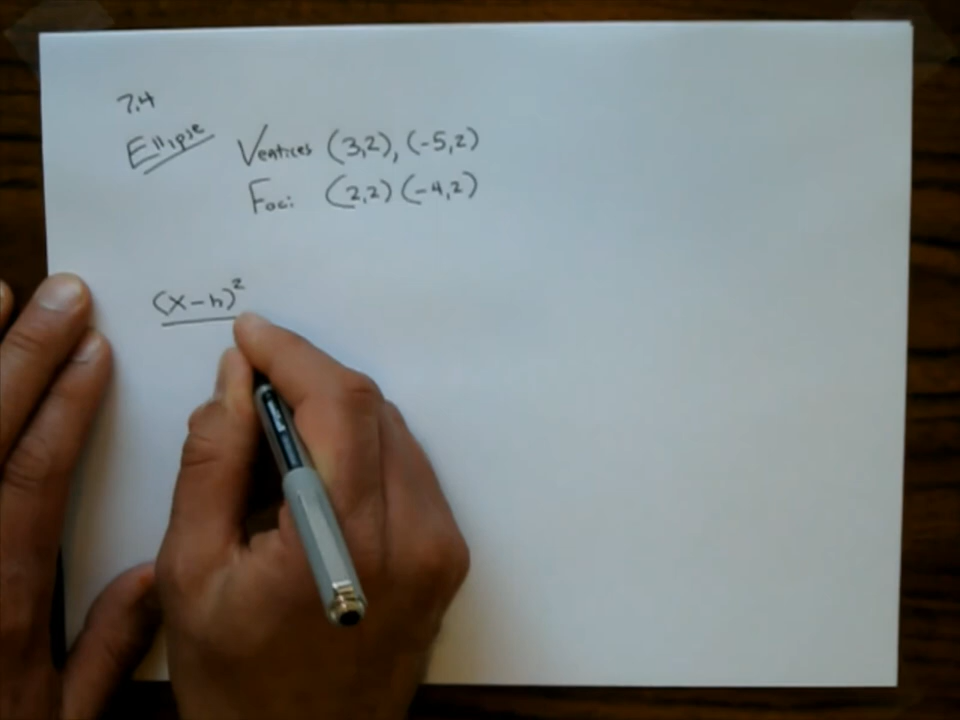 7.4
Ellipse Vertices (3,2), (-5,2)
Foci (2,2) (-4,2)
(x-h)²